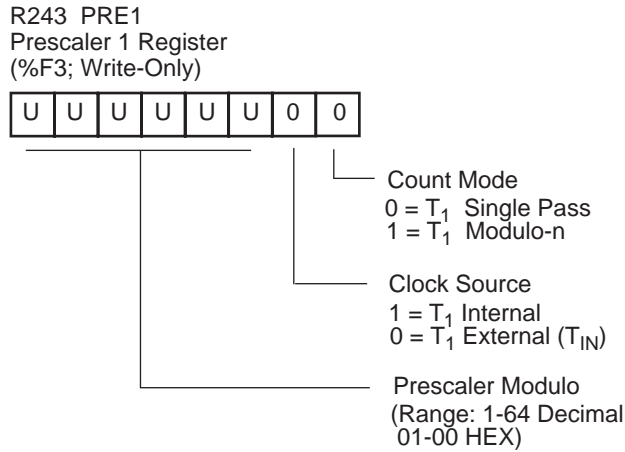 R243 PRE1
Prescaler 1 Register
(%F3; Write-Only)
U U U U U U 0 0
Count Mode
0 = T1 Single Pass
1 = T1 Modulo-n
Clock Source
1 = T1 Internal
0 = T1 External (TIN)
Prescaler Modulo
(Range: 1-64 Decimal
01-00 HEX)